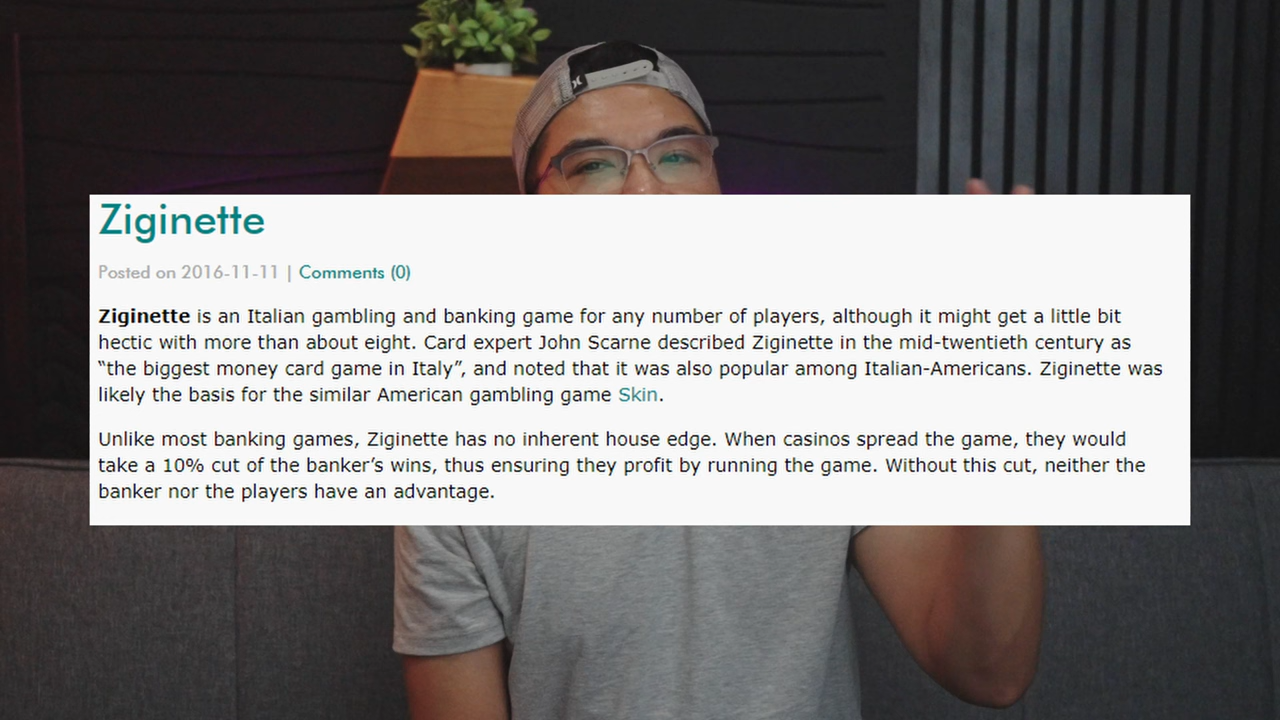 Ziginette
Posted on 2016-11-11 | Comments (0)
Ziginette is an Italian gambling and banking game for any number of players, although it might get a little bit
hectic with more than about eight. Card expert John Scarne described Ziginette in the mid-twentieth century as
“the biggest money card game in Italy”, and noted that it was also popular among Italian-Americans. Ziginette was
likely the basis for the similar American gambling game Skin.
Unlike most banking games, Ziginette has no inherent house edge. When casinos spread the game, they would
take a 10% cut of the banker’s wins, thus ensuring they profit by running the game. Without this cut, neither the
banker nor the players have an advantage.